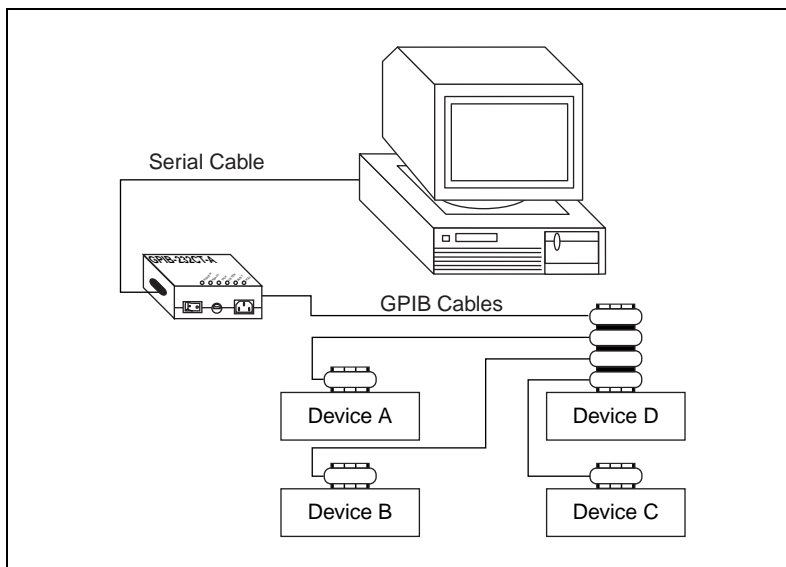 Serial Cable
GPIB-232CT-A
GPIB Cables
Device A
Device D
Device B
Device C